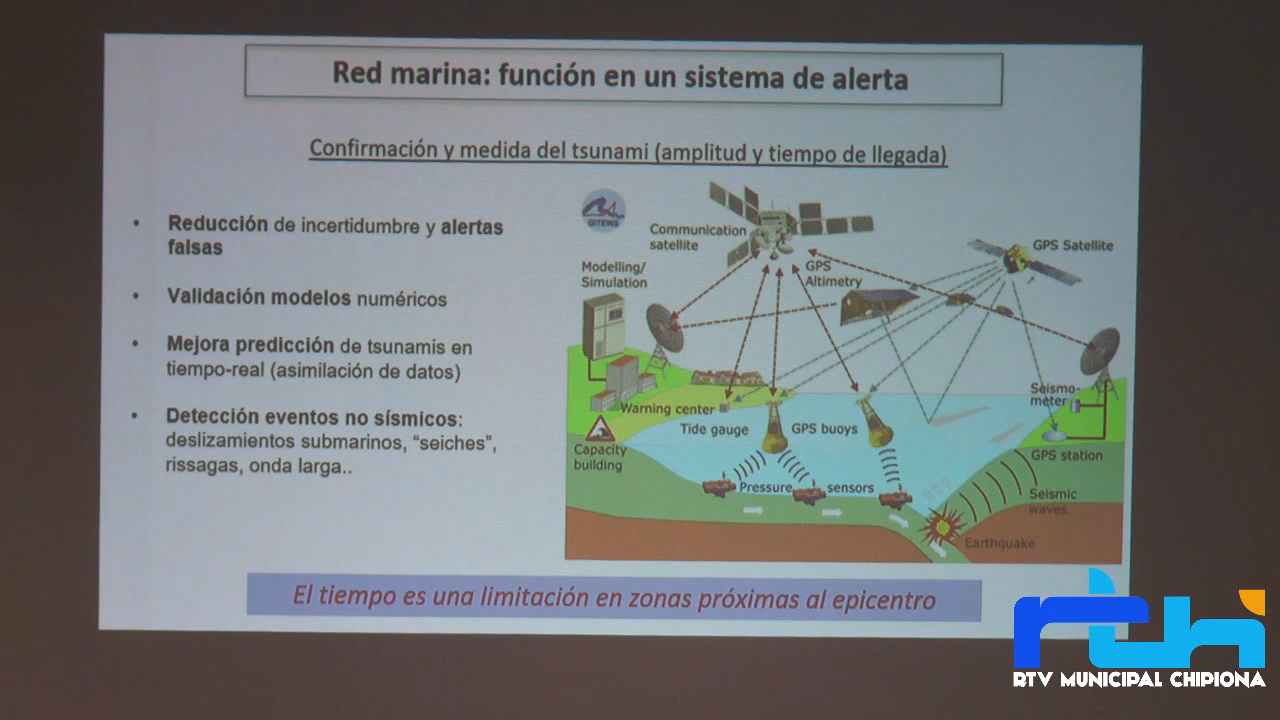 Red marina: función en un sistema de alerta
Confirmación y medida del tsunami (amplitud y tiempo de llegada)
• Reducción de incertidumbre y alertas
falsas
• Validación modelos numéricos
• Mejora predicción de tsunamis en
tiempo-real (asimilación de datos)
• Detección eventos no sísmicos:
deslizamientos submarinos, “seiches”,
rissagas, onda larga..
GITEWS
Communication
satellite
GPS Satellite
Modelling/
Simulation
GPS
Altimetry
Seismo-
meter
Warning center
Tide gauge
GPS buoys
Capacity
building
GPS station
Pressure sensors
Seismic
waves
Earthquake
El tiempo es una limitación en zonas próximas al epicentro
rtv
RTV MUNICIPAL CHIPIONA